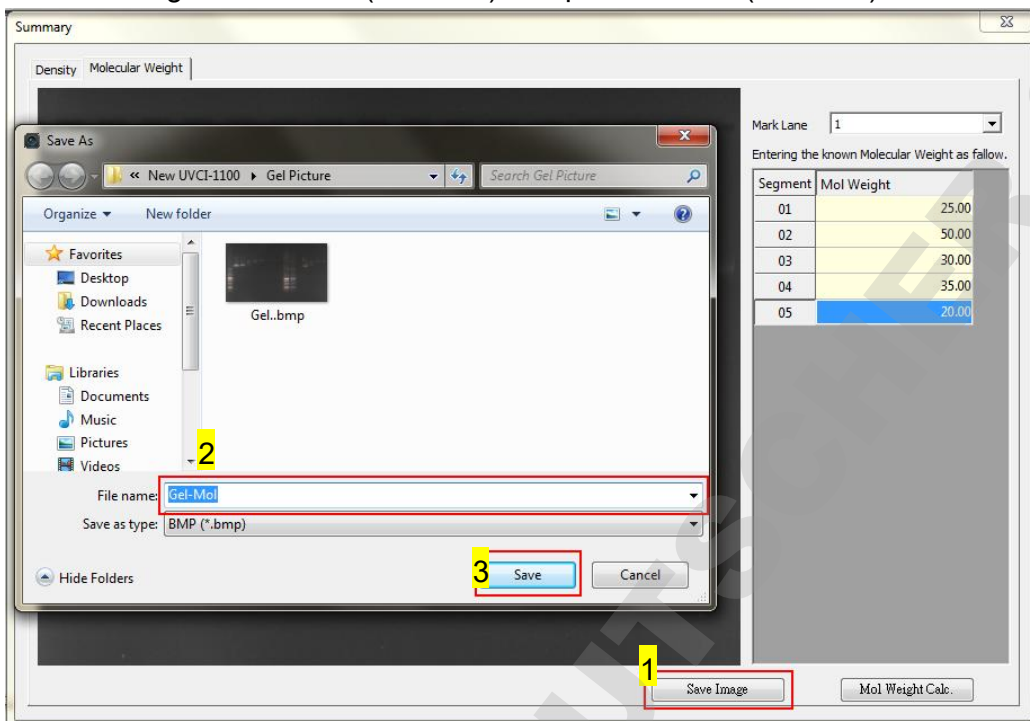 Summary
Density Molecular Weight
Save As
« New UVCI-1100 ▸ Gel Picture
Search Gel Picture
Organize ▾ New folder
Favorites
Desktop
Downloads
Recent Places
Libraries
Documents
Music
Pictures
Videos
Gel..bmp
2
File name: Gel-Mol
Save as type: BMP (*.bmp)
Hide Folders
3
Save
Cancel
Mark Lane 1
Entering the known Molecular Weight as fallow.
Segment Mol Weight
01 25.00
02 50.00
03 30.00
04 35.00
05 20.00
1
Save Image
Mol Weight Calc.